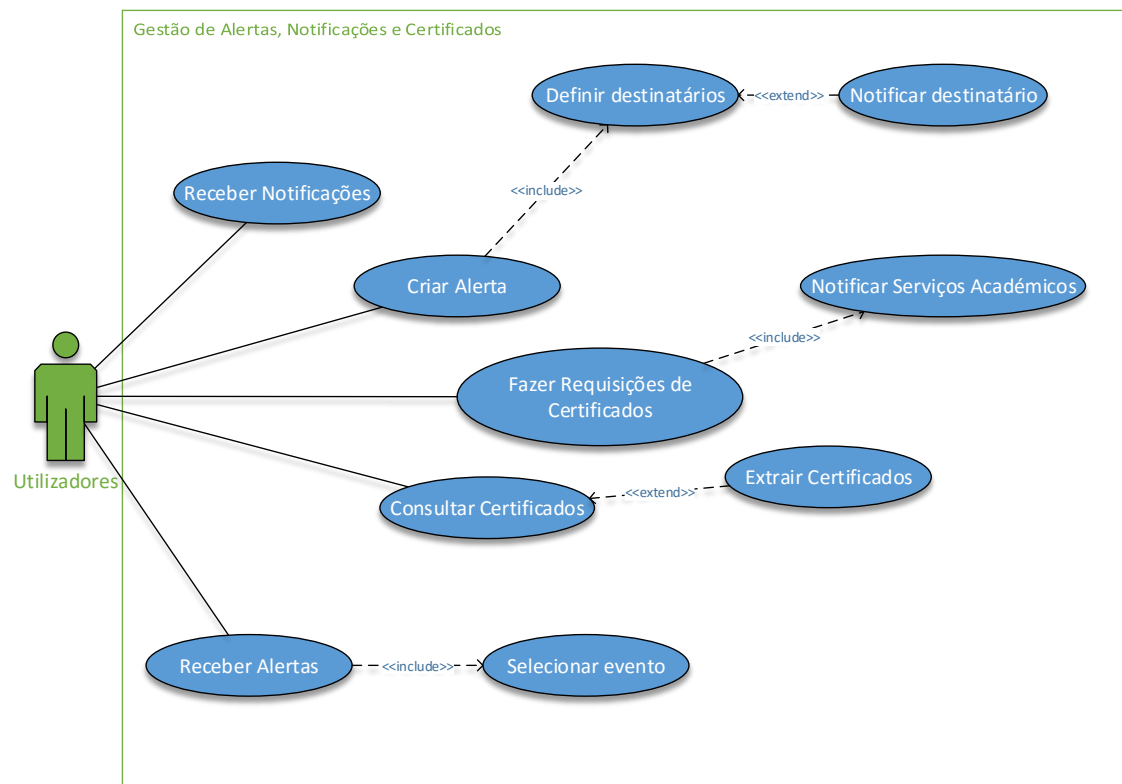 Gestão de Alertas, Notificações e Certificados
Definir destinatários
<<extend>>
Notificar destinatário
<<include>>
Receber Notificações
Criar Alerta
Notificar Serviços Académicos
<<include>>
Fazer Requisições de
Certificados
Utilizadores
Extrair Certificados
<<extend>>
Consultar Certificados
Receber Alertas
<<include>>
Selecionar evento